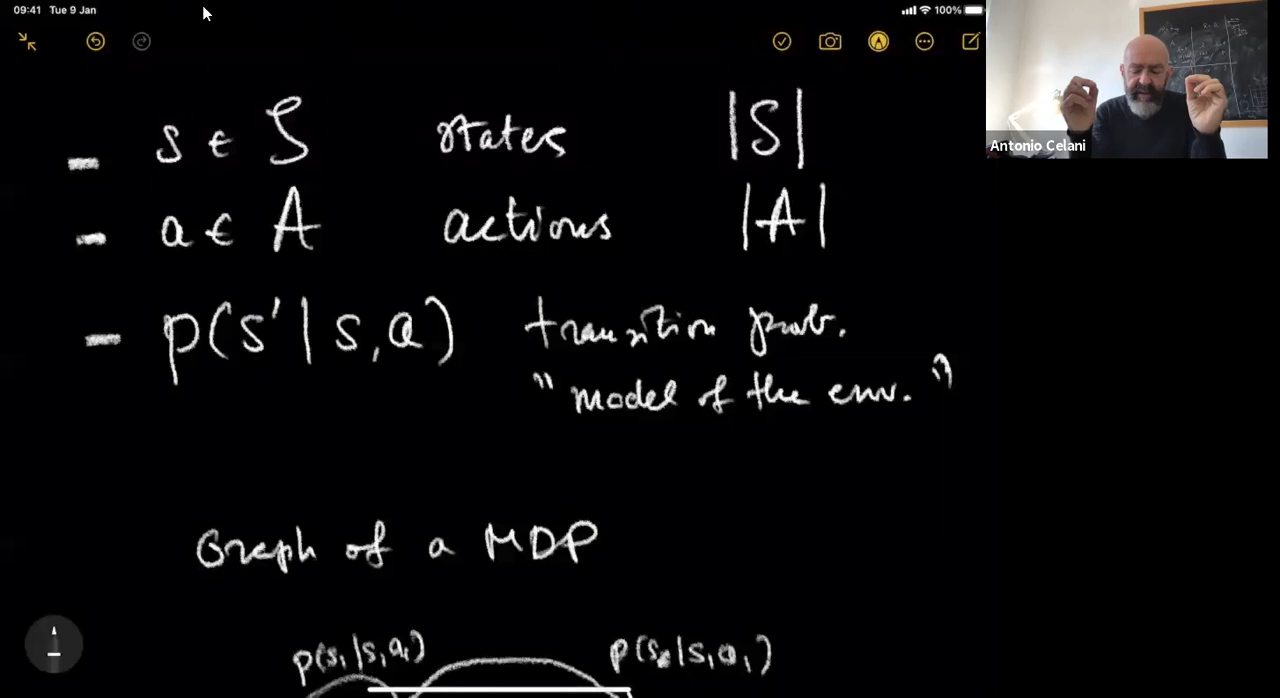 09:41 Tue 9 Jan
100%
Antonio Celani
- s ∈ S states |S|
- a ∈ A actions |A|
- p(s'|s,a) transition prob.
"model of the env."
Graph of a MDP
p(s₁|s,a₁) p(s₂|s,a₁)